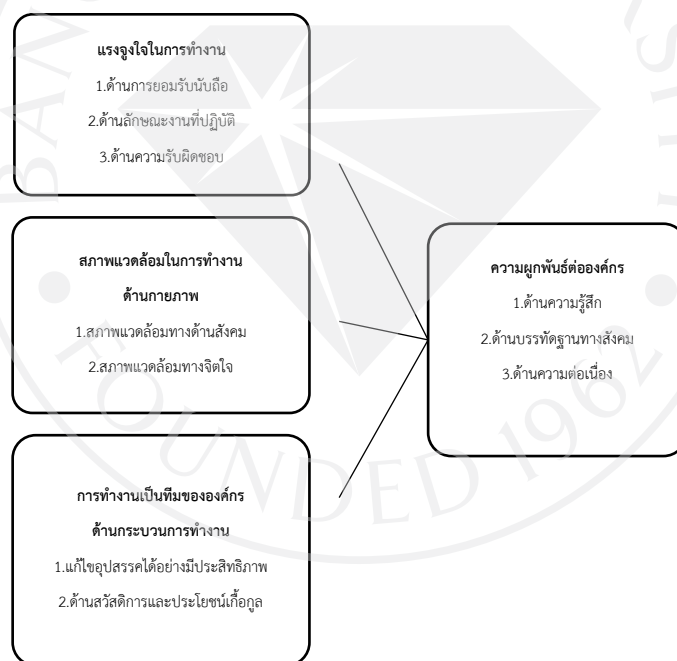 แรงจูงใจในการทำงาน
1.ด้านการยอมรับนับถือ
2.ด้านลักษณะงานที่ปฏิบัติ
3.ด้านความรับผิดชอบ
สภาพแวดล้อมในการทำงาน
ด้านกายภาพ
1.สภาพแวดล้อมทางด้านสังคม
2.สภาพแวดล้อมทางจิตใจ
การทำงานเป็นทีมขององค์กร
ด้านกระบวนการทำงาน
1.แก้ไขอุปสรรคได้อย่างมีประสิทธิภาพ
2.ด้านสวัสดิการและประโยชน์เกื้อกูล
ความผูกพันธ์ต่อองค์กร
1.ด้านความรู้สึก
2.ด้านบรรทัดฐานทางสังคม
3.ด้านความต่อเนื่อง
FOUNDED 1962